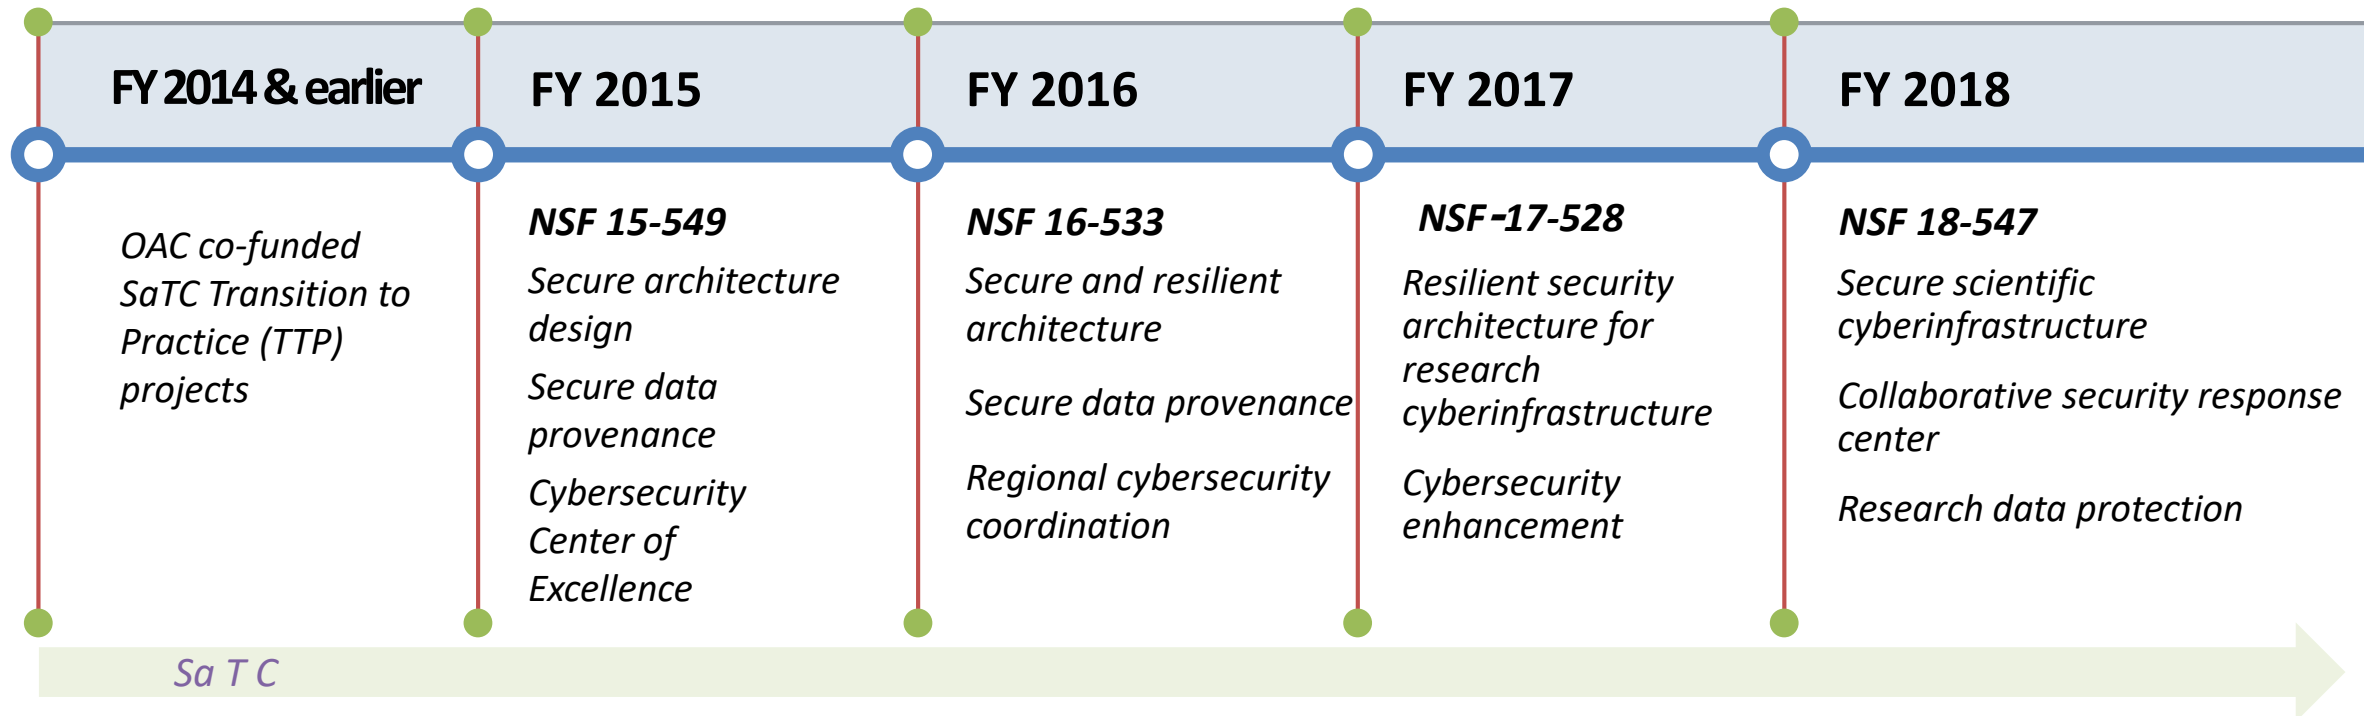 FY 2014 & earlier
FY 2015
FY 2016
FY 2017
FY 2018
OAC co-funded
SaTC Transition to
Practice (TTP)
projects
NSF 15-549
Secure architecture
design
Secure data
provenance
Cybersecurity
Center of
Excellence
NSF 16-533
Secure and resilient
architecture
Secure data provenance
Regional cybersecurity
coordination
NSF-17-528
Resilient security
architecture for
research
cyberinfrastructure
Cybersecurity
enhancement
NSF 18-547
Secure scientific
cyberinfrastructure
Collaborative security response
center
Research data protection
Sa T C